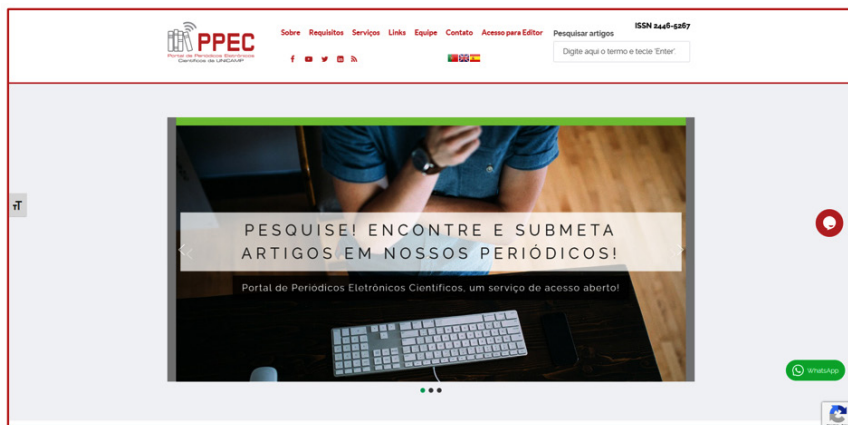 ISSN 2446-5267
PPEC
Portal de Periódicos Eletrônicos
Científicos da UNICAMP
Sobre Requisitos Serviços Links Equipe Contato Acesso para Editor
Pesquisar artigos
Digite aqui o termo e tecle 'Enter'.
PESQUISE! ENCONTRE E SUBMETA
ARTIGOS EM NOSSOS PERIÓDICOS!
Portal de Periódicos Eletrônicos Científicos, um serviço de acesso aberto!
WhatsApp